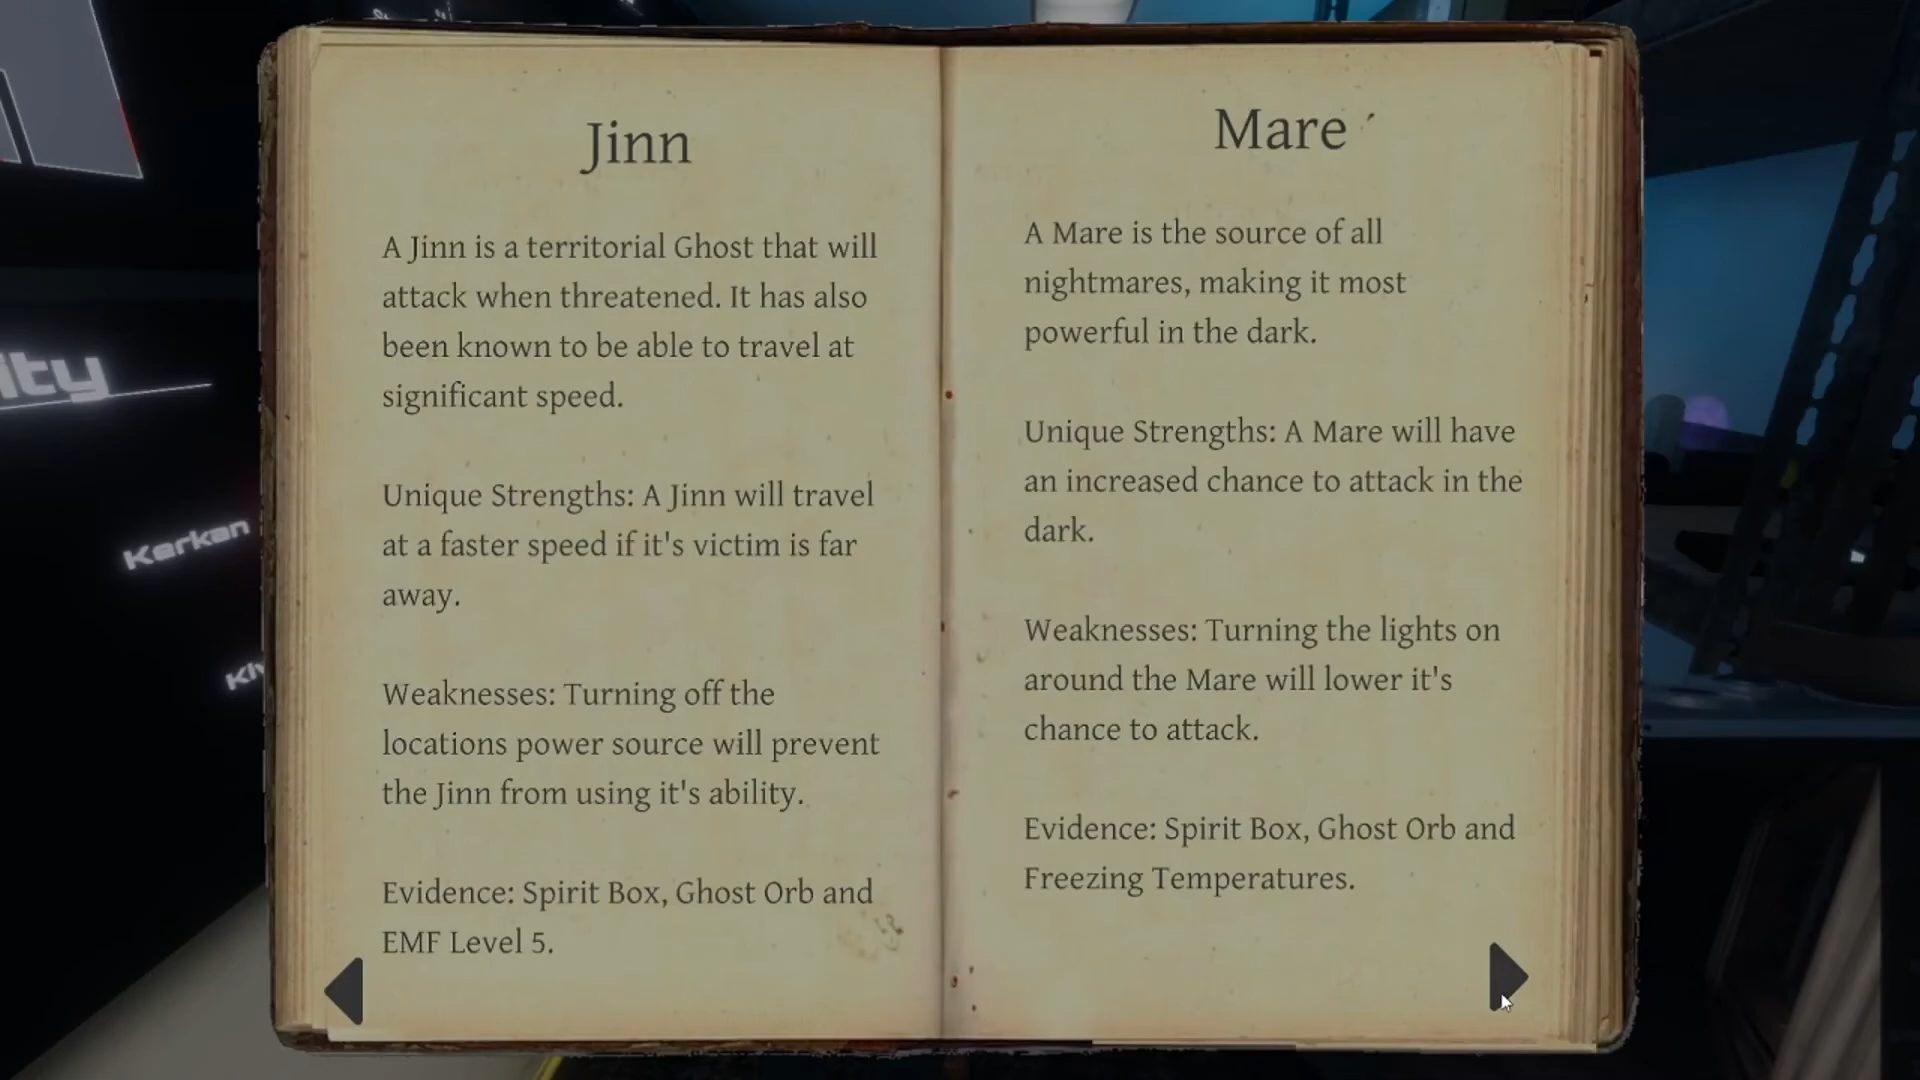 Jinn
A Jinn is a territorial Ghost that will
attack when threatened. It has also
been known to be able to travel at
significant speed.
Unique Strengths: A Jinn will travel
at a faster speed if it's victim is far
away.
Weaknesses: Turning off the
locations power source will prevent
the Jinn from using it's ability.
Evidence: Spirit Box, Ghost Orb and
EMF Level 5.
Mare
A Mare is the source of all
nightmares, making it most
powerful in the dark.
Unique Strengths: A Mare will have
an increased chance to attack in the
dark.
Weaknesses: Turning the lights on
around the Mare will lower it's
chance to attack.
Evidence: Spirit Box, Ghost Orb and
Freezing Temperatures.
ity
Kerkan